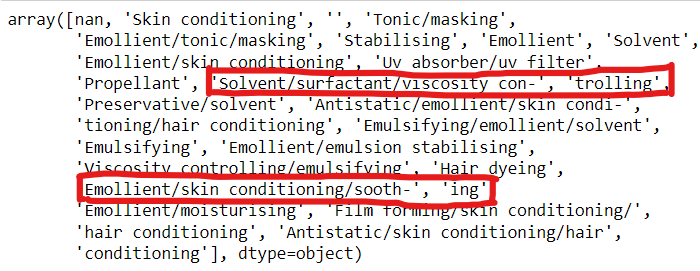 array([nan, 'Skin conditioning', '', 'Tonic/masking',
'Emollient/tonic/masking', 'Stabilising', 'Emollient', 'Solvent',
'Emollient/skin conditioning', 'Uv absorber/uv filter',
'Propellant', 'Solvent/surfactant/viscosity con-', 'trolling',
'Preservative/solvent', 'Antistatic/emollient/skin condi-',
'tioning/hair conditioning', 'Emulsifying/emollient/solvent',
'Emulsifying', 'Emollient/emulsion stabilising',
'Viscosity controlling/emulsifying', 'Hair dyeing',
'Emollient/skin conditioning/sooth-', 'ing'
'Emollient/moisturising', 'Film forming/skin conditioning/',
'hair conditioning', 'Antistatic/skin conditioning/hair',
'conditioning'], dtype=object)